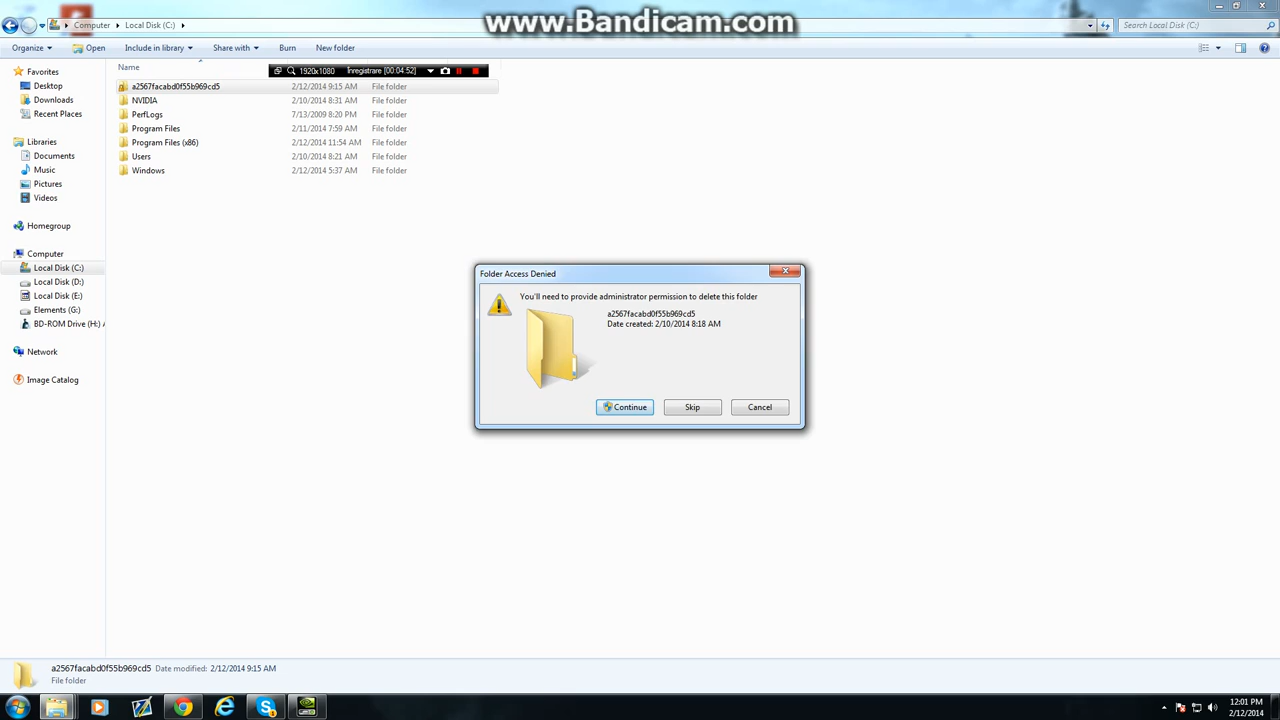 www.Bandicam.com
Computer Local Disk (C:)
Search Local Disk (C:)
Organize Open Include in library Share with Burn New folder
Favorites
Desktop
Downloads
Recent Places
Libraries
Documents
Music
Pictures
Videos
Homegroup
Computer
Local Disk (C:)
Local Disk (D:)
Local Disk (E:)
Elements (G:)
BD-ROM Drive (H:) A
Network
Image Catalog
Name
1920x1080 Inregistrare [00:04:52]
a2567facabd0f55b969cd5 2/12/2014 9:15 AM File folder
NVIDIA 2/10/2014 8:31 AM File folder
PerfLogs 7/13/2009 8:20 PM File folder
Program Files 2/11/2014 7:59 AM File folder
Program Files (x86) 2/12/2014 11:54 AM File folder
Users 2/10/2014 8:21 AM File folder
Windows 2/12/2014 5:37 AM File folder
Folder Access Denied
You'll need to provide administrator permission to delete this folder
a2567facabd0f55b969cd5
Date created: 2/10/2014 8:18 AM
Continue Skip Cancel
a2567facabd0f55b969cd5 Date modified: 2/12/2014 9:15 AM
File folder
12:01 PM
2/12/2014